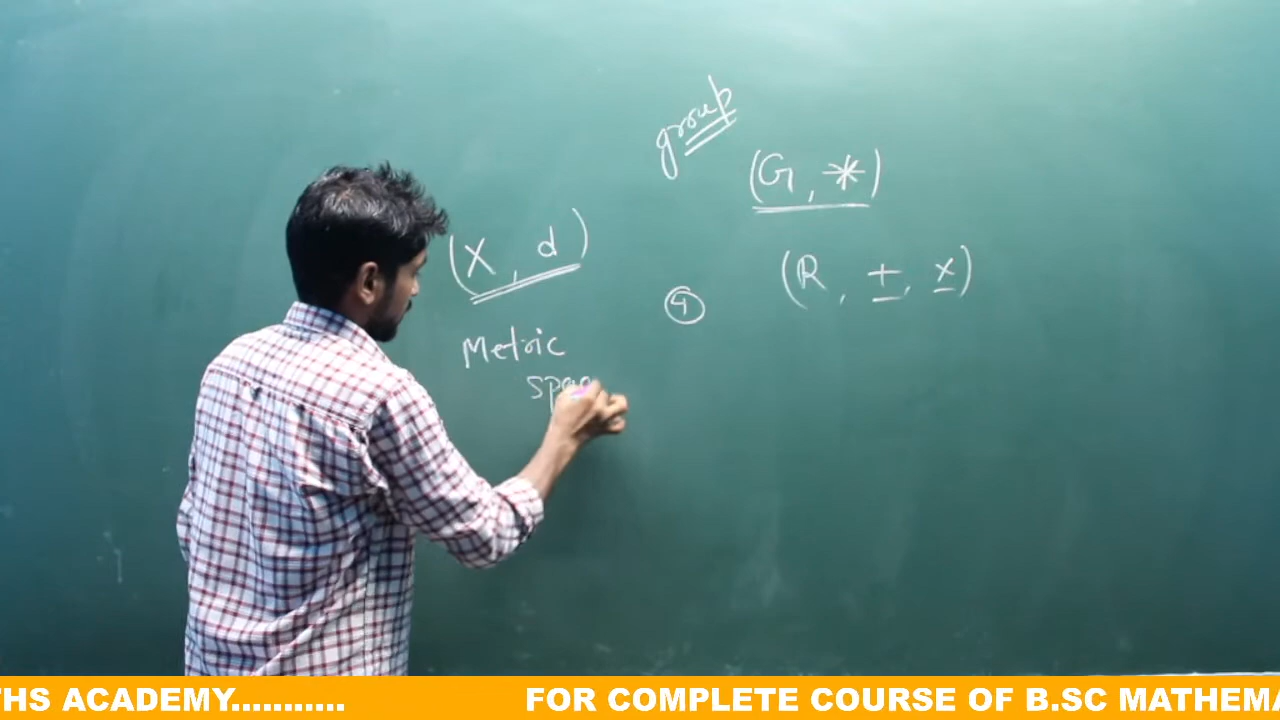 group
(G, *)
(X, d)
(R, +, x)
4
Metric
spac
THS ACADEMY...........
FOR COMPLETE COURSE OF B.SC MATHEMA